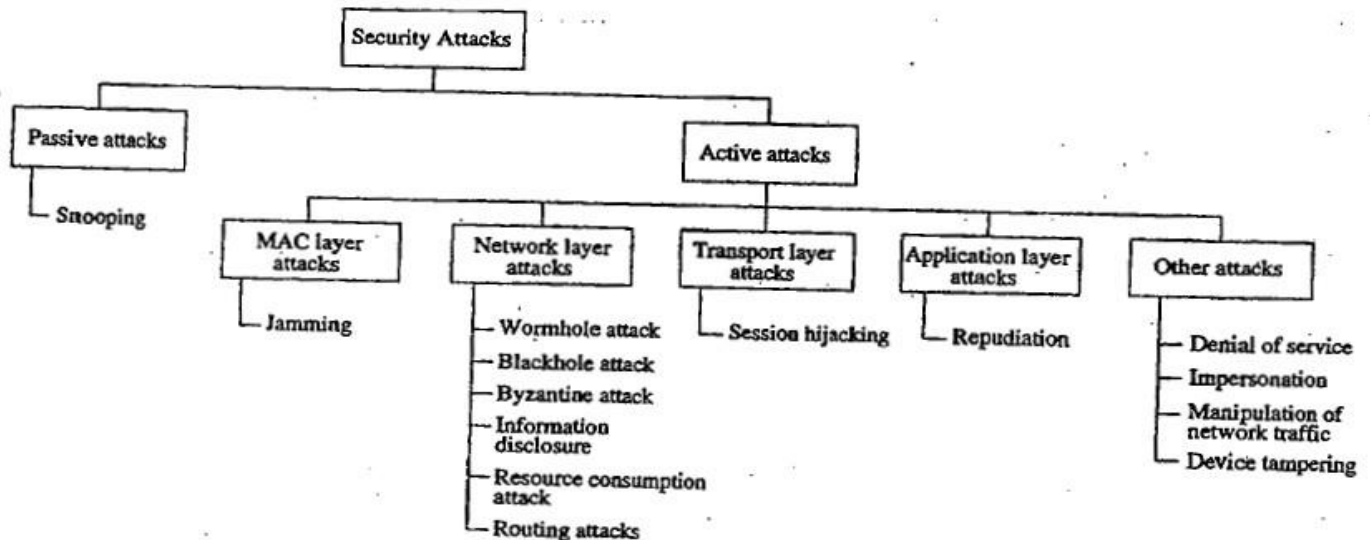 Security Attacks
Passive attacks
Active attacks
Snooping
MAC layer
attacks
Network layer
attacks
Transport layer
attacks
Application layer
attacks
Other attacks
Jamming
Wormhole attack
Blackhole attack
Byzantine attack
Information
disclosure
Resource consumption
attack
Routing attacks
Session hijacking
Repudiation
Denial of service
Impersonation
Manipulation of
network traffic
Device tampering